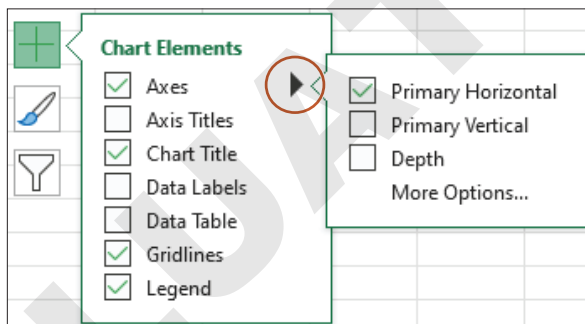 Chart Elements
Axes
Axis Titles
Chart Title
Data Labels
Data Table
Gridlines
Legend
Primary Horizontal
Primary Vertical
Depth
More Options...